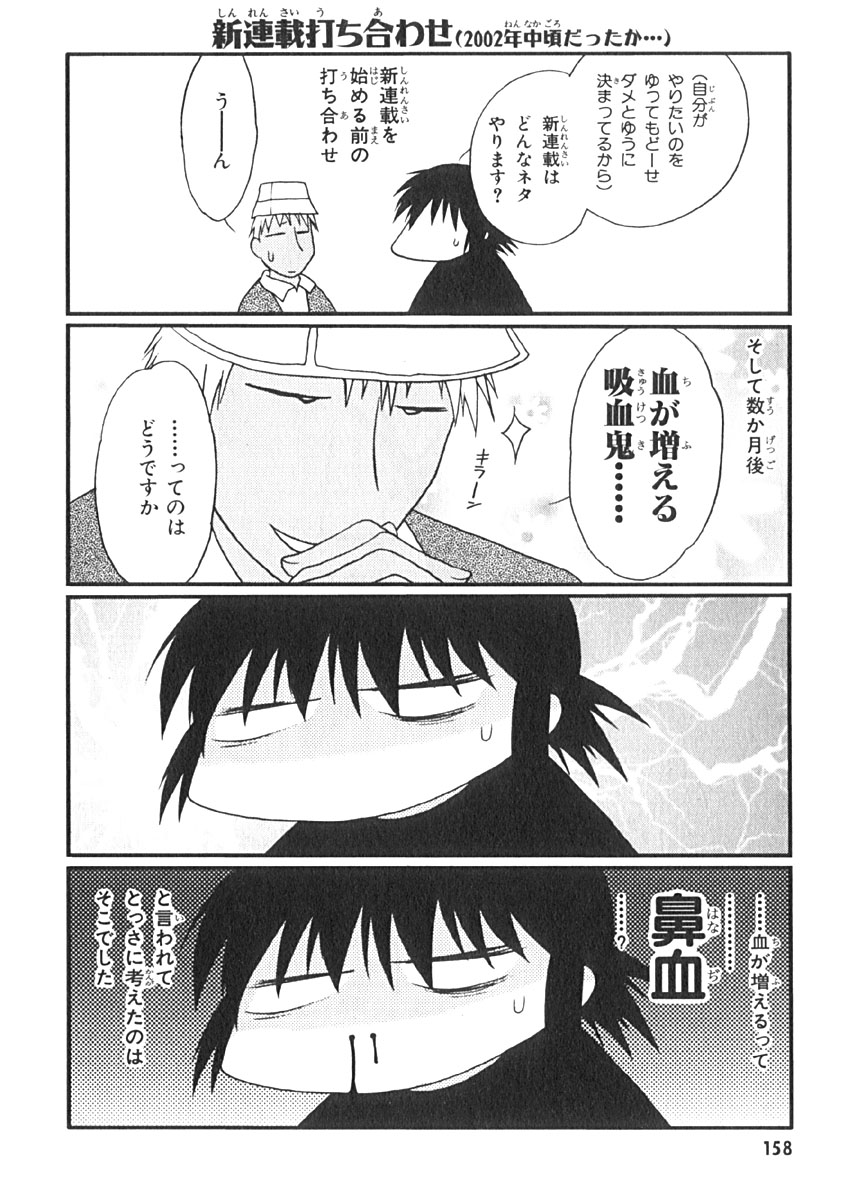 新連載打ち合わせ(2002年中頃だったか…)
(自分が
やりたいのを
ゆってもどーせ
ダメとゆうに
決まってるから)
新連載は
どんなネタ
やります?
新連載を
始める前の
打ち合わせ
うーーん
そして数か月後
血が増える
吸血鬼……
キラーン
……ってのは
どうですか
………血が増えるって
…………
鼻血
……?
と言われて
とっさに考えたのは
そこでした
158